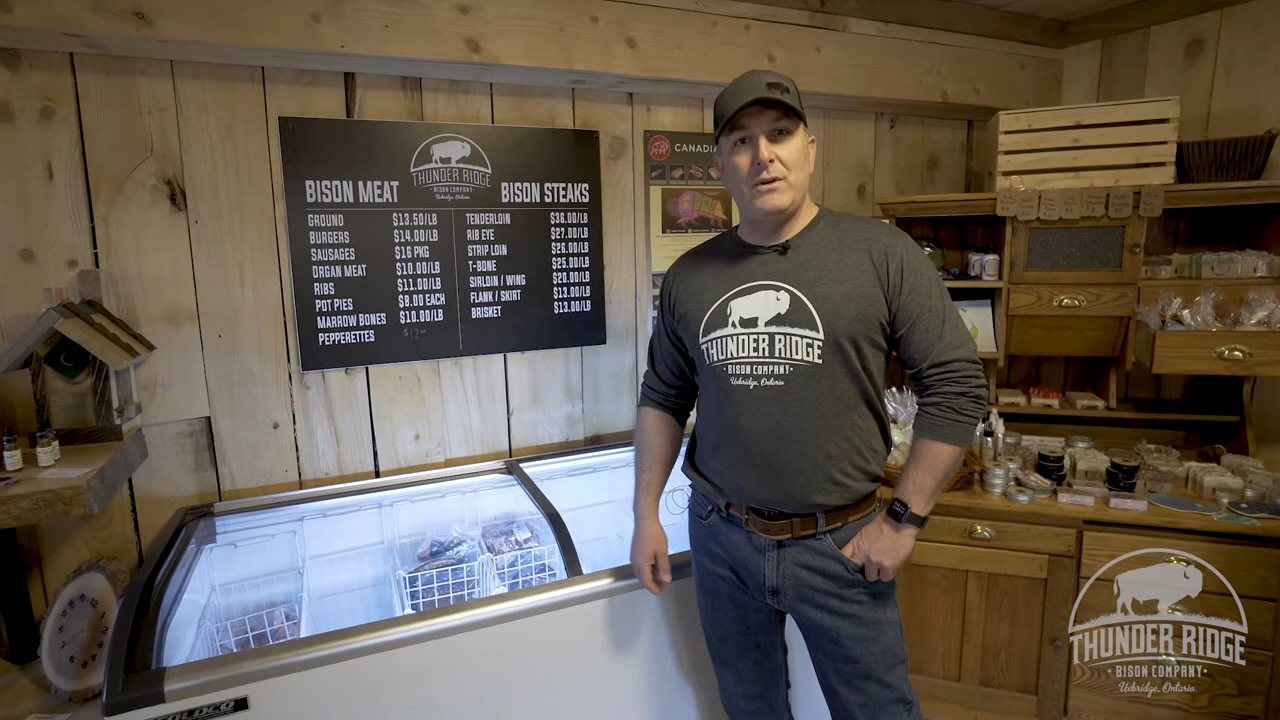 THUNDER RIDGE
BISON COMPANY
Uxbridge, Ontario
BISON MEAT
GROUND $13.50/LB
BURGERS $14.00/LB
SAUSAGES $16 PKG
ORGAN MEAT $10.00/LB
RIBS $11.00/LB
POT PIES $8.00 EACH
MARROW BONES $10.00/LB
PEPPERETTES
BISON STEAKS
TENDERLOIN $36.00/LB
RIB EYE $27.00/LB
STRIP LOIN $26.00/LB
T-BONE $25.00/LB
SIRLOIN / WING $20.00/LB
FLANK / SKIRT $13.00/LB
BRISKET $13.00/LB
CANADIA
THUNDER RIDGE
· BISON COMPANY ·
Uxbridge, Ontario
THUNDER RIDGE
· BISON COMPANY ·
Uxbridge, Ontario